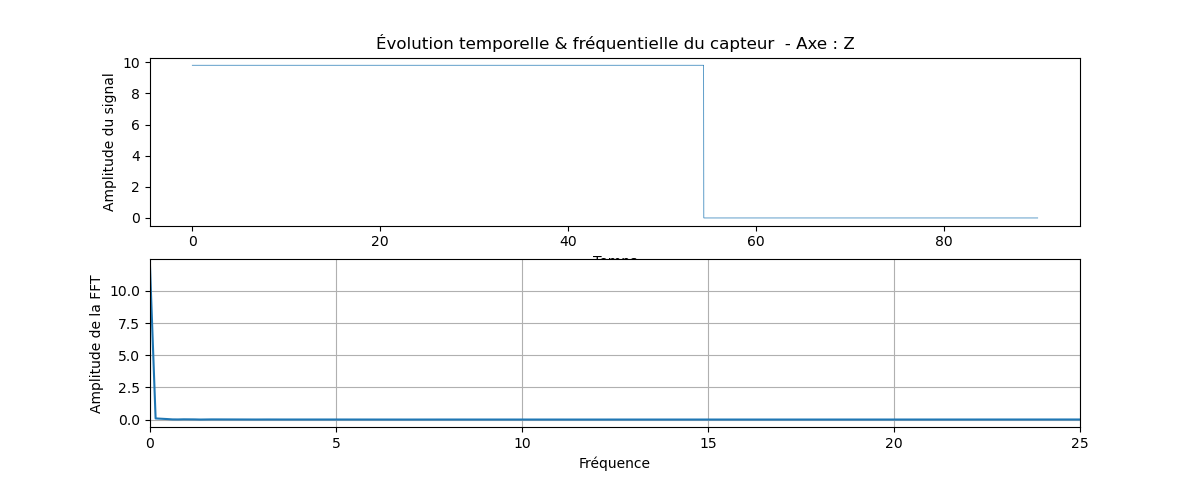 Évolution temporelle & fréquentielle du capteur - Axe : Z
Amplitude du signal
10
8
6
4
2
0
0 20 40 60 80
Amplitude de la FFT
10.0
7.5
5.0
2.5
0.0
0 5 10 15 20 25
Fréquence